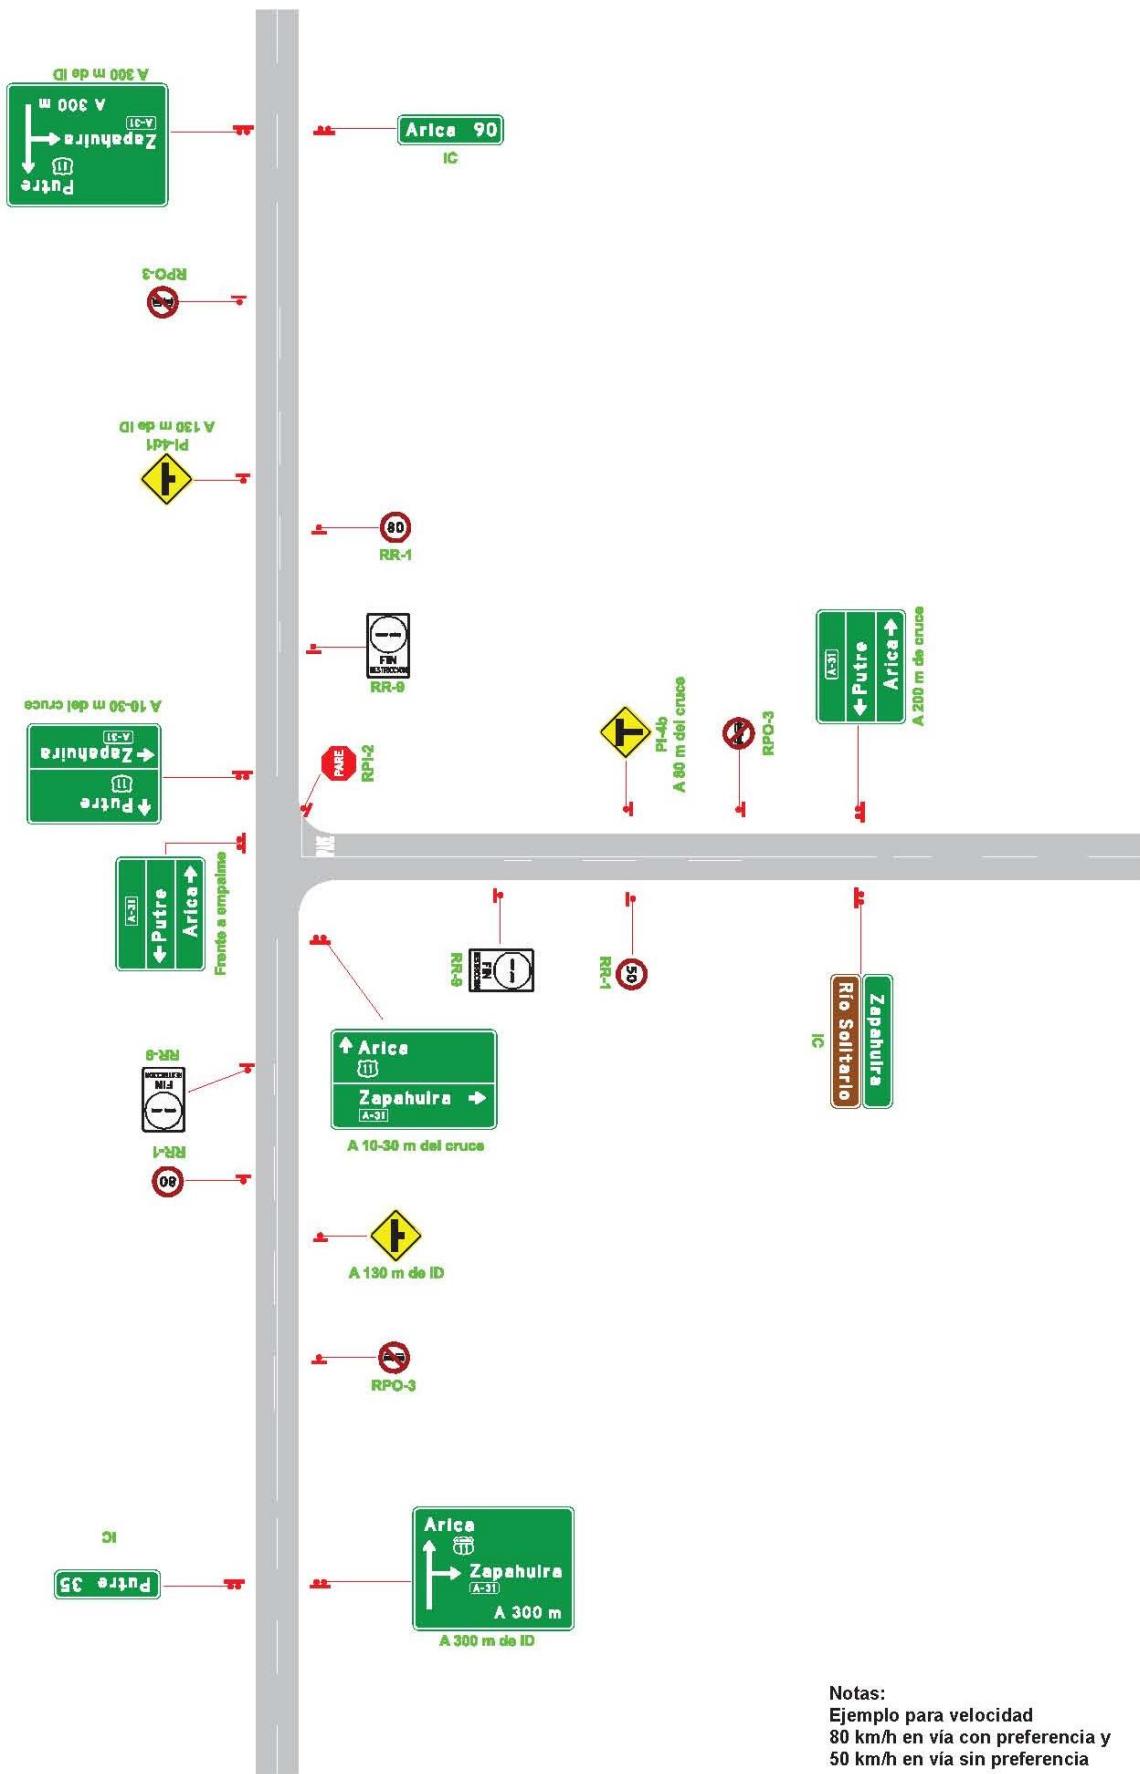 A 300 m de ID
Putre
11
Zapahuira
A-31
A 300 m
Arica 90
IC
RPO-3
PI-4d1
A 130 m de ID
80
RR-1
FIN
RESTRICCION
RR-9
A 10-30 m del cruce
Putre
11
Zapahuira
A-31
PARE
RPI-2
PI-4b
A 80 m del cruce
RPO-3
A-31
Putre
Arica
A 200 m de cruce
PARE
A-31
Putre
Arica
Frente a empalme
FIN
RESTRICCION
RR-9
50
RR-1
Zapahuira
Río Solitario
IC
RR-9
FIN
RESTRICCION
Arica
11
Zapahuira
A-31
A 10-30 m del cruce
RR-1
80
A 130 m de ID
RPO-3
IC
Putre 35
Arica
11
Zapahuira
A-31
A 300 m
A 300 m de ID
Notas:
Ejemplo para velocidad
80 km/h en vía con preferencia y
50 km/h en vía sin preferencia